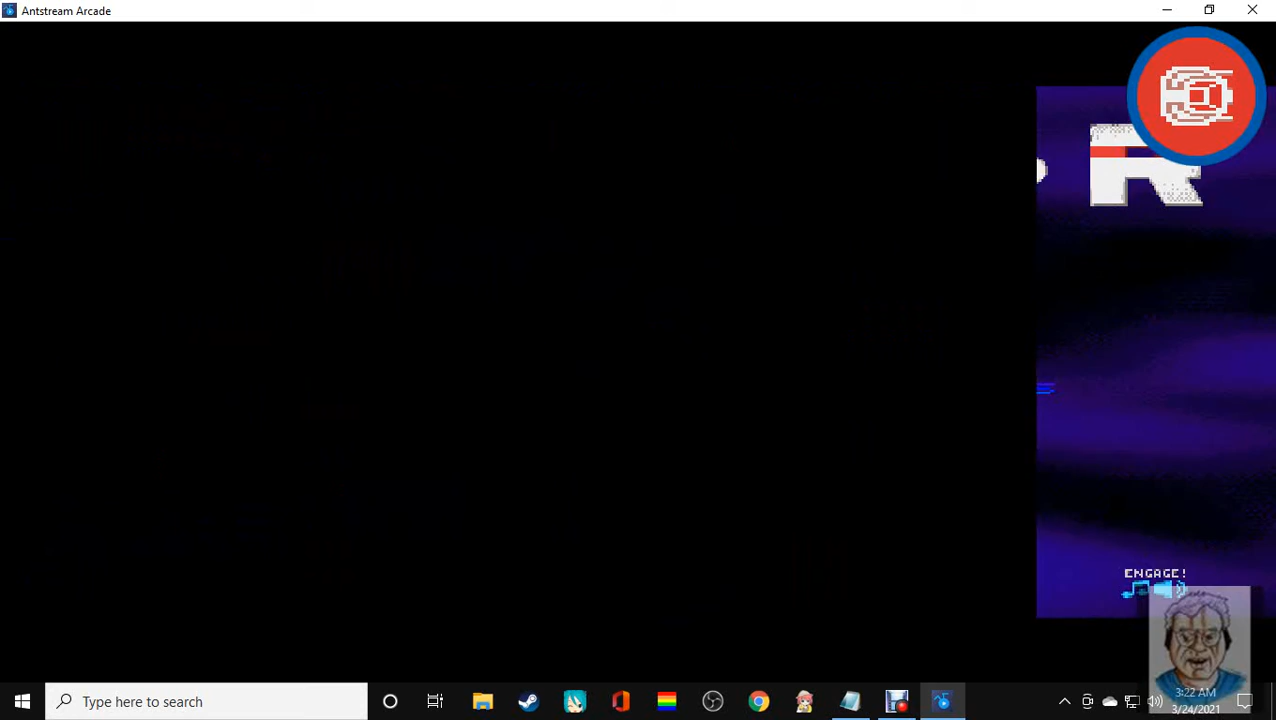 Antstream Arcade
R
ENGAGE!
Type here to search
3:22 AM
3/24/2021